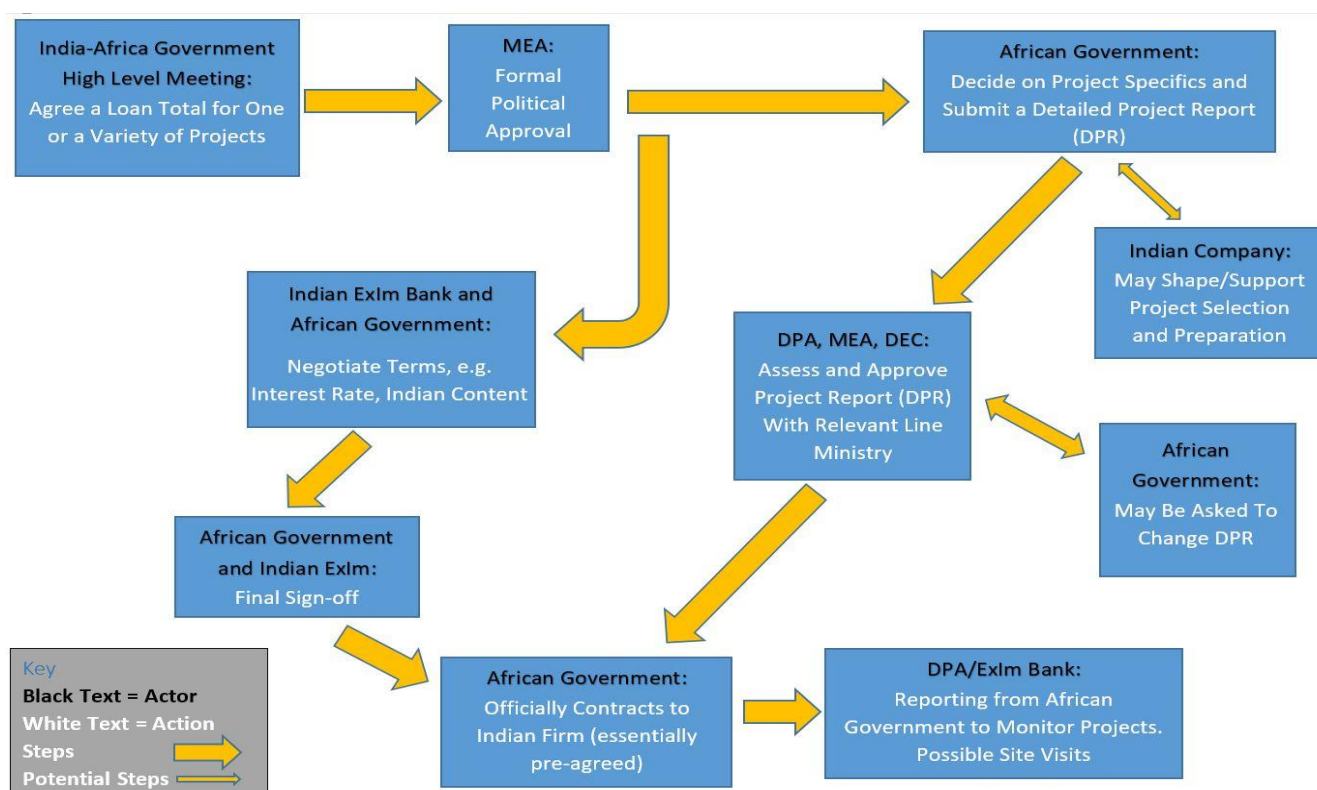 India-Africa Government
High Level Meeting:
Agree a Loan Total for One
or a Variety of Projects
MEA:
Formal
Political
Approval
African Government:
Decide on Project Specifics and
Submit a Detailed Project Report
(DPR)
Indian Company:
May Shape/Support
Project Selection
and Preparation
Indian ExIm Bank and
African Government:
Negotiate Terms, e.g.
Interest Rate, Indian Content
DPA, MEA, DEC:
Assess and Approve
Project Report (DPR)
With Relevant Line
Ministry
African
Government:
May Be Asked To
Change DPR
African Government
and Indian ExIm:
Final Sign-off
African Government:
Officially Contracts to
Indian Firm (essentially
pre-agreed)
DPA/ExIm Bank:
Reporting from African
Government to Monitor Projects.
Possible Site Visits
Key
Black Text = Actor
White Text = Action
Steps
Potential Steps